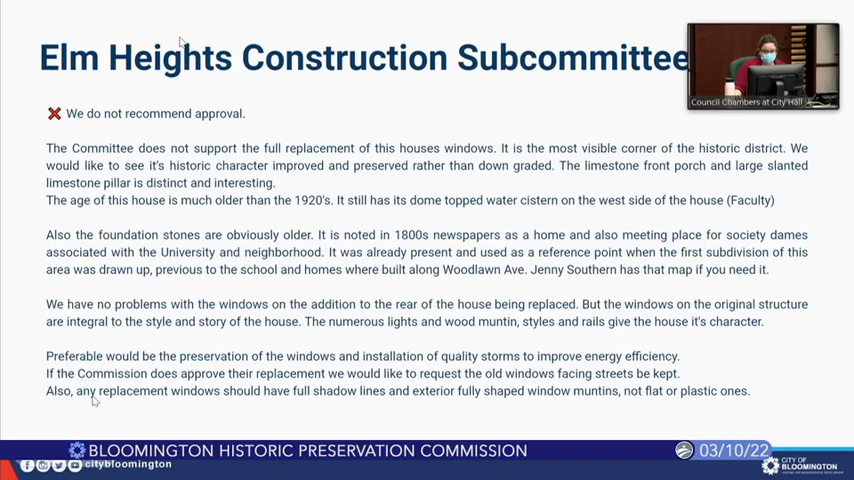 Elm Heights Construction Subcommittee
Council Chambers at City Hall
❌ We do not recommend approval.
The Committee does not support the full replacement of this houses windows. It is the most visible corner of the historic district. We
would like to see it's historic character improved and preserved rather than down graded. The limestone front porch and large slanted
limestone pillar is distinct and interesting.
The age of this house is much older than the 1920's. It still has its dome topped water cistern on the west side of the house (Faculty)
Also the foundation stones are obviously older. It is noted in 1800s newspapers as a home and also meeting place for society dames
associated with the University and neighborhood. It was already present and used as a reference point when the first subdivision of this
area was drawn up, previous to the school and homes where built along Woodlawn Ave. Jenny Southern has that map if you need it.
We have no problems with the windows on the addition to the rear of the house being replaced. But the windows on the original structure
are integral to the style and story of the house. The numerous lights and wood muntin, styles and rails give the house it's character.
Preferable would be the preservation of the windows and installation of quality storms to improve energy efficiency.
If the Commission does approve their replacement we would like to request the old windows facing streets be kept.
Also, any replacement windows should have full shadow lines and exterior fully shaped window muntins, not flat or plastic ones.
BLOOMINGTON HISTORIC PRESERVATION COMMISSION
03/10/22
citybloomington
CITY OF
BLOOMINGTON